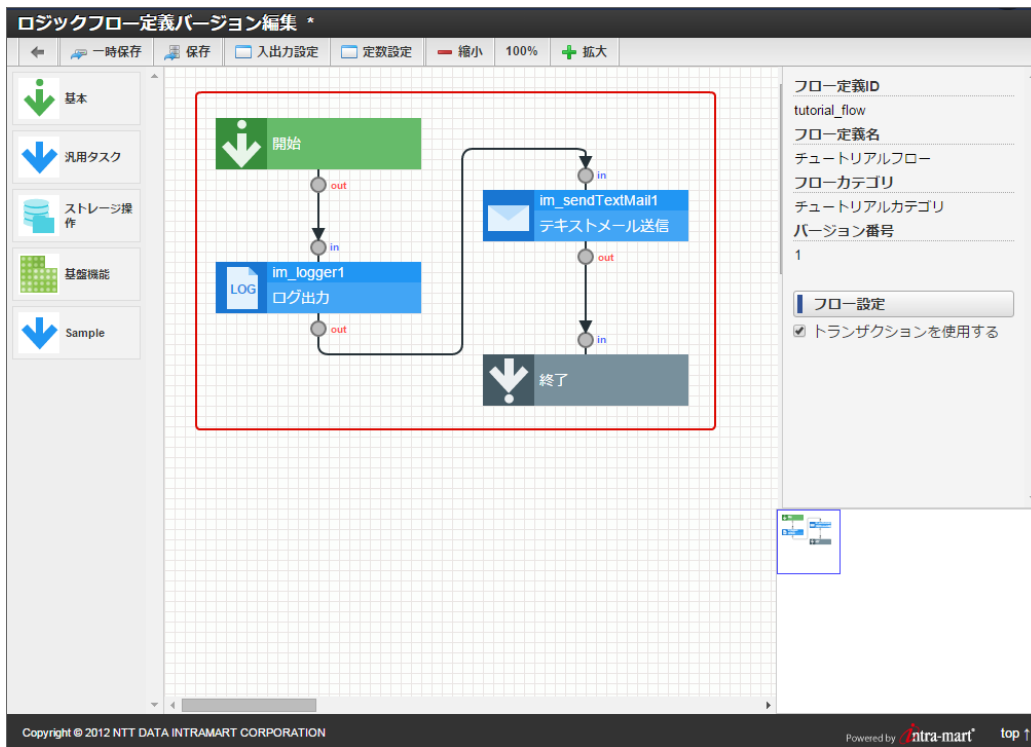 ロジックフロー定義バージョン編集 *
一時保存 保存 入出力設定 定数設定 縮小 100% 拡大
基本
汎用タスク
ストレージ操
作
基盤機能
Sample
開始
out
in
im_logger1
LOG ログ出力
out
in
im_sendTextMail1
テキストメール送信
out
in
終了
フロー定義ID
tutorial_flow
フロー定義名
チュートリアルフロー
フローカテゴリ
チュートリアルカテゴリ
バージョン番号
1
フロー設定
トランザクションを使用する
Copyright © 2012 NTT DATA INTRAMART CORPORATION
Powered by intra-mart top ↑